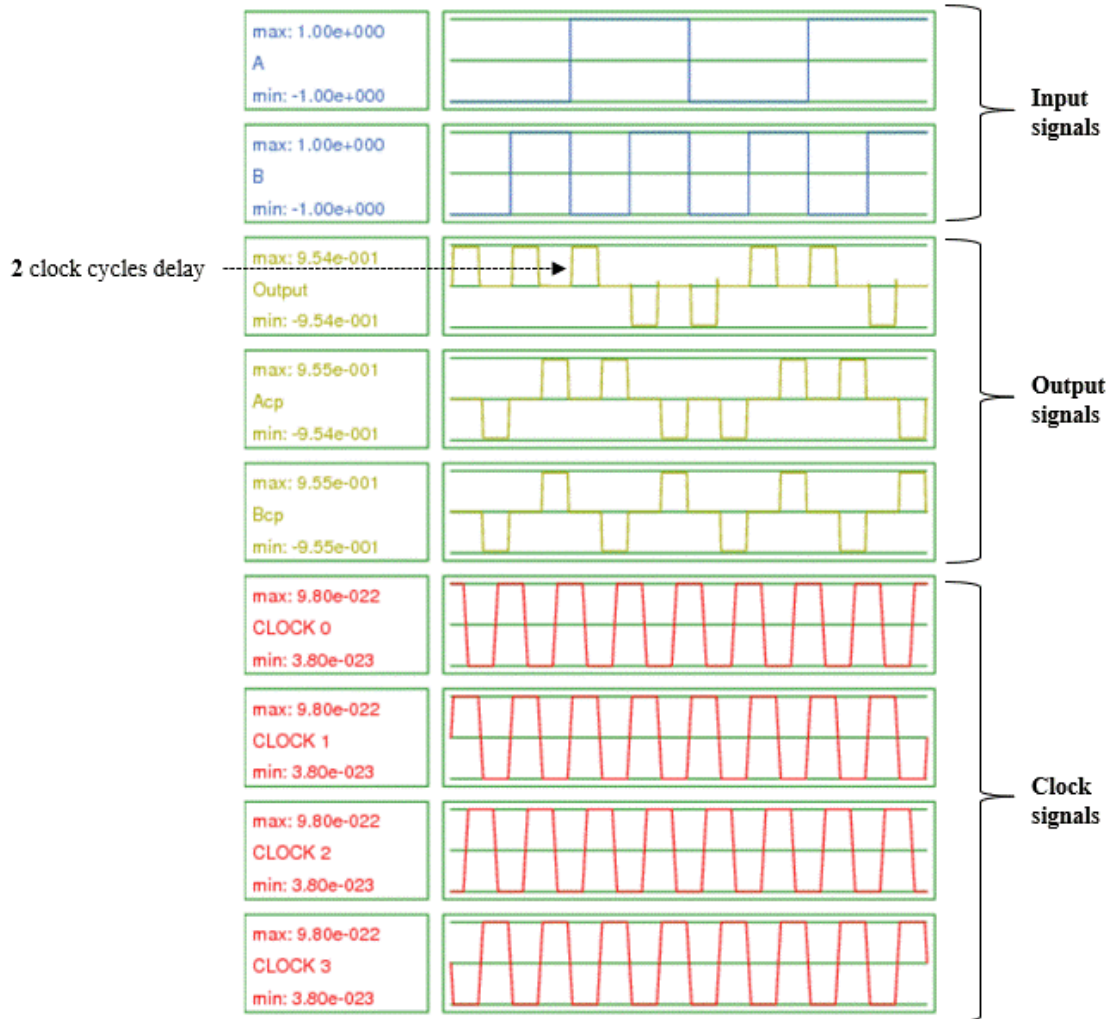 max: 1.00e+000
A
min: -1.00e+000
Input
signals
max: 1.00e+000
B
min: -1.00e+000
2 clock cycles delay
max: 9.54e-001
Output
min: -9.54e-001
max: 9.55e-001
Acp
min: -9.54e-001
Output
signals
max: 9.55e-001
Bcp
min: -9.55e-001
max: 9.80e-022
CLOCK 0
min: 3.80e-023
max: 9.80e-022
CLOCK 1
min: 3.80e-023
Clock
signals
max: 9.80e-022
CLOCK 2
min: 3.80e-023
max: 9.80e-022
CLOCK 3
min: 3.80e-023